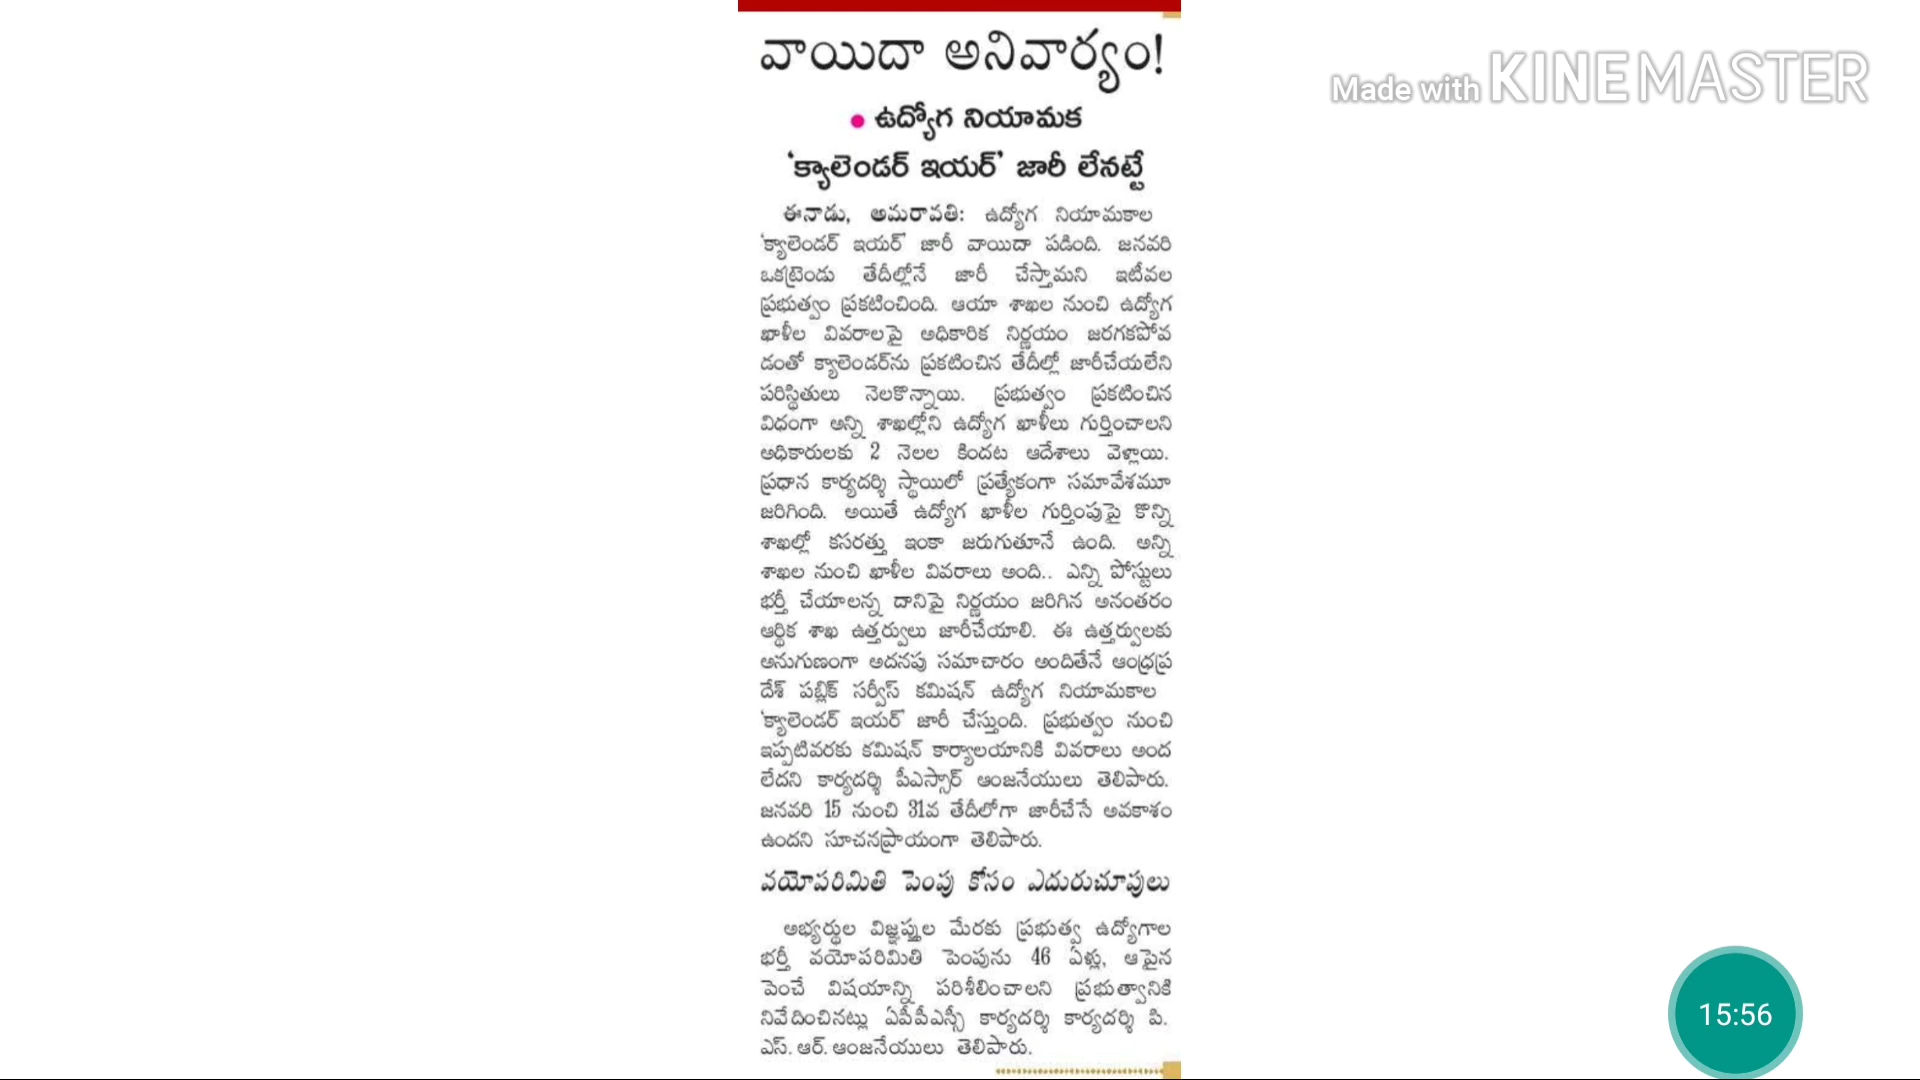 వాయిదా అనివార్యం!
Made with KINEMASTER
● ఉద్యోగ నియామక
‘క్యాలెండర్ ఇయర్’ జారీ లేనట్టే
ఈనాడు, అమరావతి: ఉద్యోగ నియామకాల
‘క్యాలెండర్ ఇయర్’ జారీ వాయిదా పడింది. జనవరి
ఒకట్రెండు తేదీల్లోనే జారీ చేస్తామని ఇటీవల
ప్రభుత్వం ప్రకటించింది. ఆయా శాఖల నుంచి ఉద్యోగ
ఖాళీల వివరాలపై అధికారిక నిర్ణయం జరగకపోవ
డంతో క్యాలెండర్‌ను ప్రకటించిన తేదీల్లో జారీచేయలేని
పరిస్థితులు నెలకొన్నాయి. ప్రభుత్వం ప్రకటించిన
విధంగా అన్ని శాఖల్లోని ఉద్యోగ ఖాళీలు గుర్తించాలని
అధికారులకు 2 నెలల కిందట ఆదేశాలు వెళ్లాయి.
ప్రధాన కార్యదర్శి స్థాయిలో ప్రత్యేకంగా సమావేశమూ
జరిగింది. అయితే ఉద్యోగ ఖాళీల గుర్తింపుపై కొన్ని
శాఖల్లో కసరత్తు ఇంకా జరుగుతూనే ఉంది. అన్ని
శాఖల నుంచి ఖాళీల వివరాలు అంది.. ఎన్ని పోస్టులు
భర్తీ చేయాలన్న దానిపై నిర్ణయం జరిగిన అనంతరం
ఆర్థిక శాఖ ఉత్తర్వులు జారీచేయాలి. ఈ ఉత్తర్వులకు
అనుగుణంగా అదనపు సమాచారం అందితేనే ఆంధ్రప్ర
దేశ్ పబ్లిక్ సర్వీస్ కమిషన్ ఉద్యోగ నియామకాల
‘క్యాలెండర్ ఇయర్’ జారీ చేస్తుంది. ప్రభుత్వం నుంచి
ఇప్పటివరకు కమిషన్ కార్యాలయానికి వివరాలు అంద
లేదని కార్యదర్శి పీఎస్సార్ ఆంజనేయులు తెలిపారు.
జనవరి 15 నుంచి 31వ తేదీలోగా జారీచేసే అవకాశం
ఉందని సూచనప్రాయంగా తెలిపారు.
వయోపరిమితి పెంపు కోసం ఎదురుచూపులు
అభ్యర్థుల విజ్ఞప్తుల మేరకు ప్రభుత్వ ఉద్యోగాల
భర్తీ వయోపరిమితి పెంపును 46 ఏళ్లు, ఆపైన
పెంచే విషయాన్ని పరిశీలించాలని ప్రభుత్వానికి
నివేదించినట్లు ఏపీపీఎస్సీ కార్యదర్శి కార్యదర్శి పి.
ఎస్.ఆర్.ఆంజనేయులు తెలిపారు.
15:56